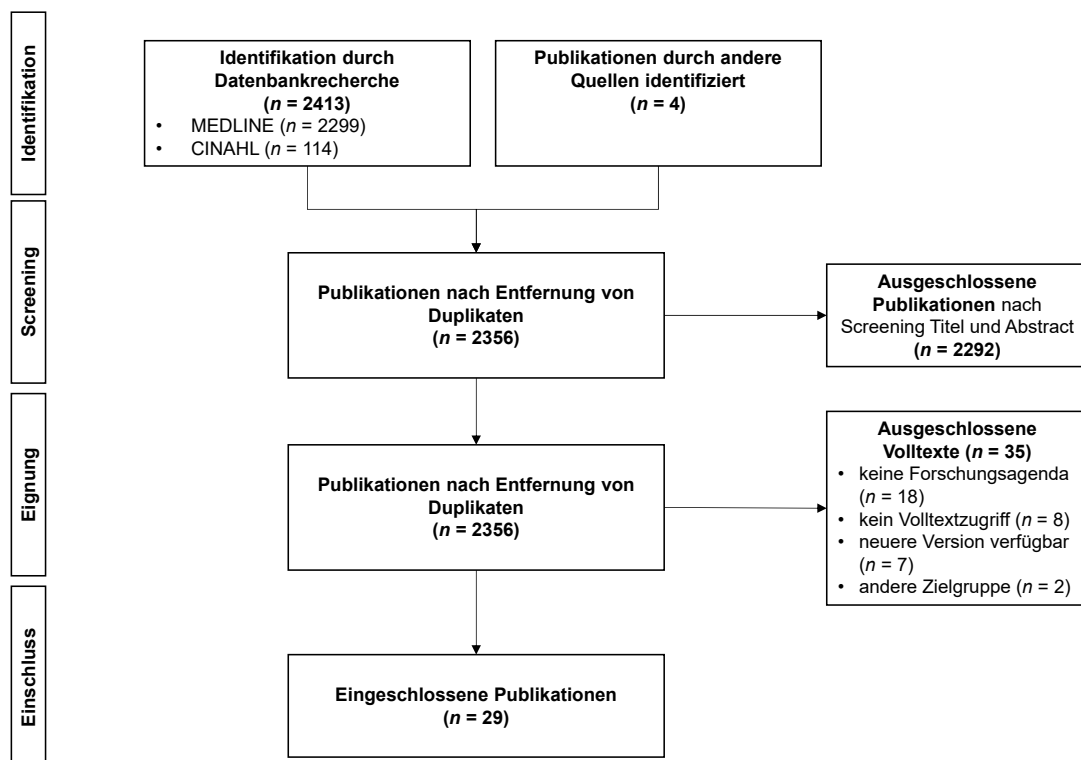 Identifikation
Identifikation durch
Datenbankrecherche
(n = 2413)
• MEDLINE (n = 2299)
• CINAHL (n = 114)
Publikationen durch andere
Quellen identifiziert
(n = 4)
Screening
Publikationen nach Entfernung von
Duplikaten
(n = 2356)
Ausgeschlossene
Publikationen nach
Screening Titel und Abstract
(n = 2292)
Eignung
Publikationen nach Entfernung von
Duplikaten
(n = 2356)
Ausgeschlossene
Volltexte (n = 35)
• keine Forschungsagenda
(n = 18)
• kein Volltextzugriff (n = 8)
• neuere Version verfügbar
(n = 7)
• andere Zielgruppe (n = 2)
Einschluss
Eingeschlossene Publikationen
(n = 29)